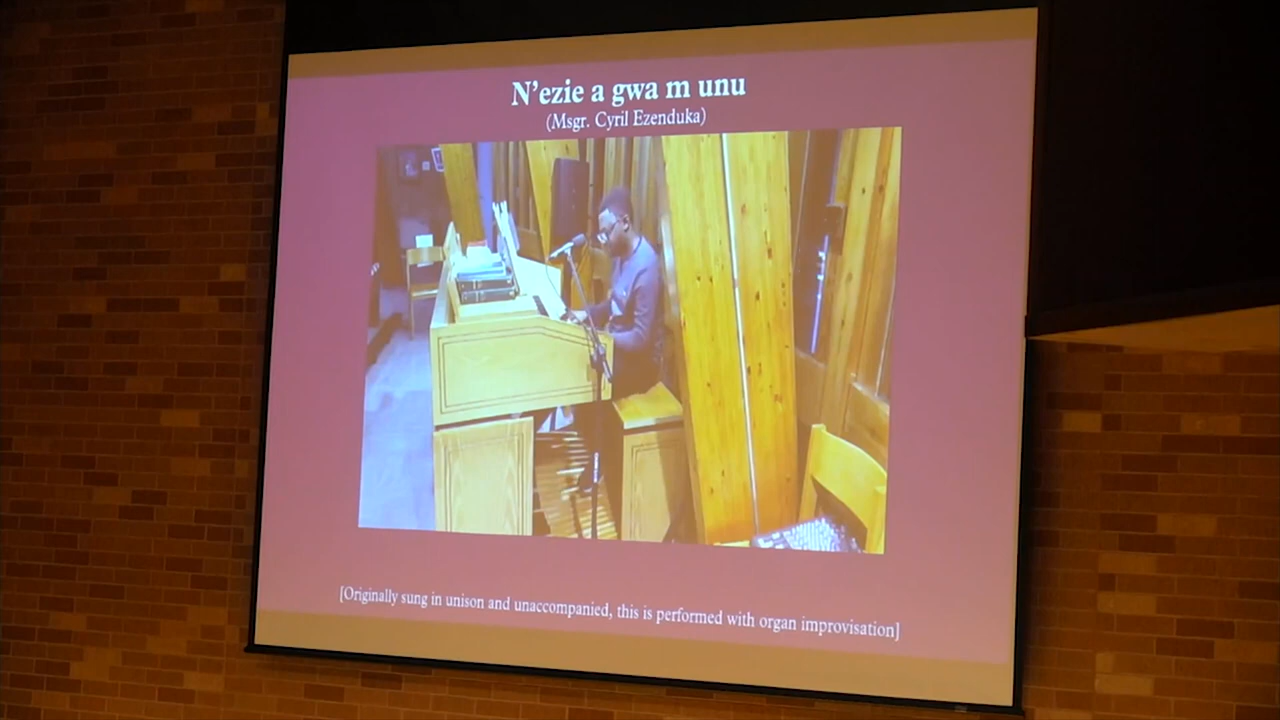 N’ezie a gwa m unu
(Msgr. Cyril Ezenduka)
[Originally sung in unison and unaccompanied, this is performed with organ improvisation]